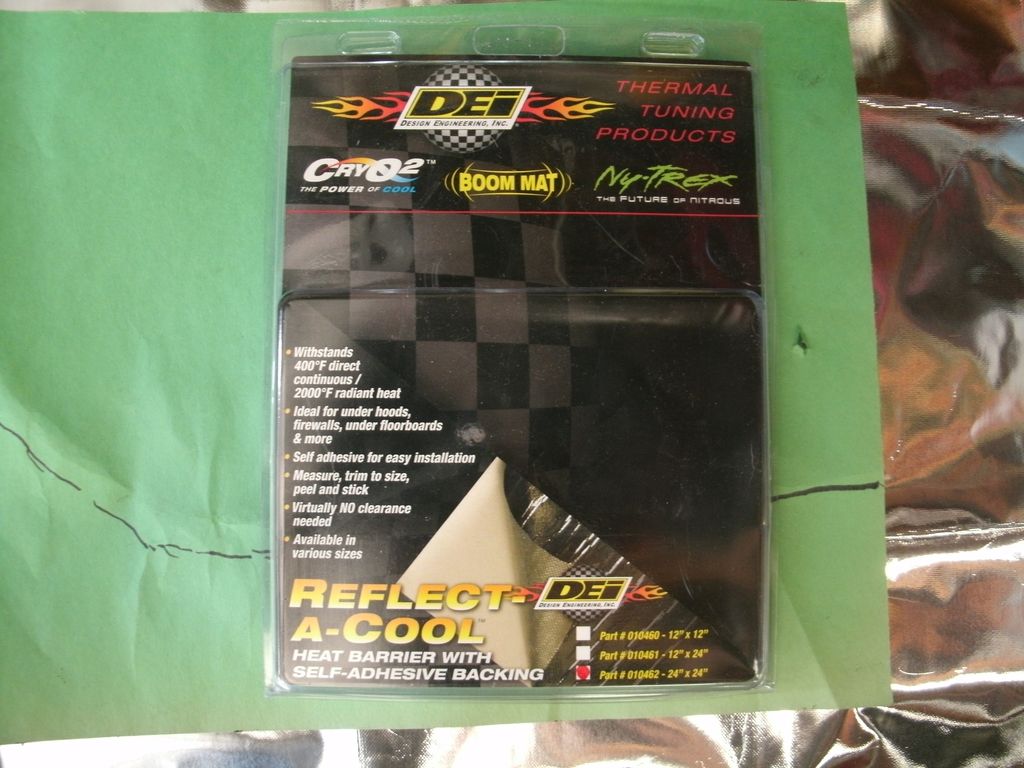 DEi
DESIGN ENGINEERING, INC.
THERMAL
TUNING
PRODUCTS
CRYO2™
THE POWER OF COOL
BOOM MAT
Ny-Trex
THE FUTURE OF NITROUS
• Withstands
400°F direct
continuous /
2000°F radiant heat
• Ideal for under hoods,
firewalls, under floorboards
& more
• Self adhesive for easy installation
• Measure, trim to size,
peel and stick
• Virtually NO clearance
needed
• Available in
various sizes
REFLECT-
A-COOL™
HEAT BARRIER WITH
SELF-ADHESIVE BACKING
DEi
DESIGN ENGINEERING, INC.
Part # 010460 - 12" x 12"
Part # 010461 - 12" x 24"
Part # 010462 - 24" x 24"